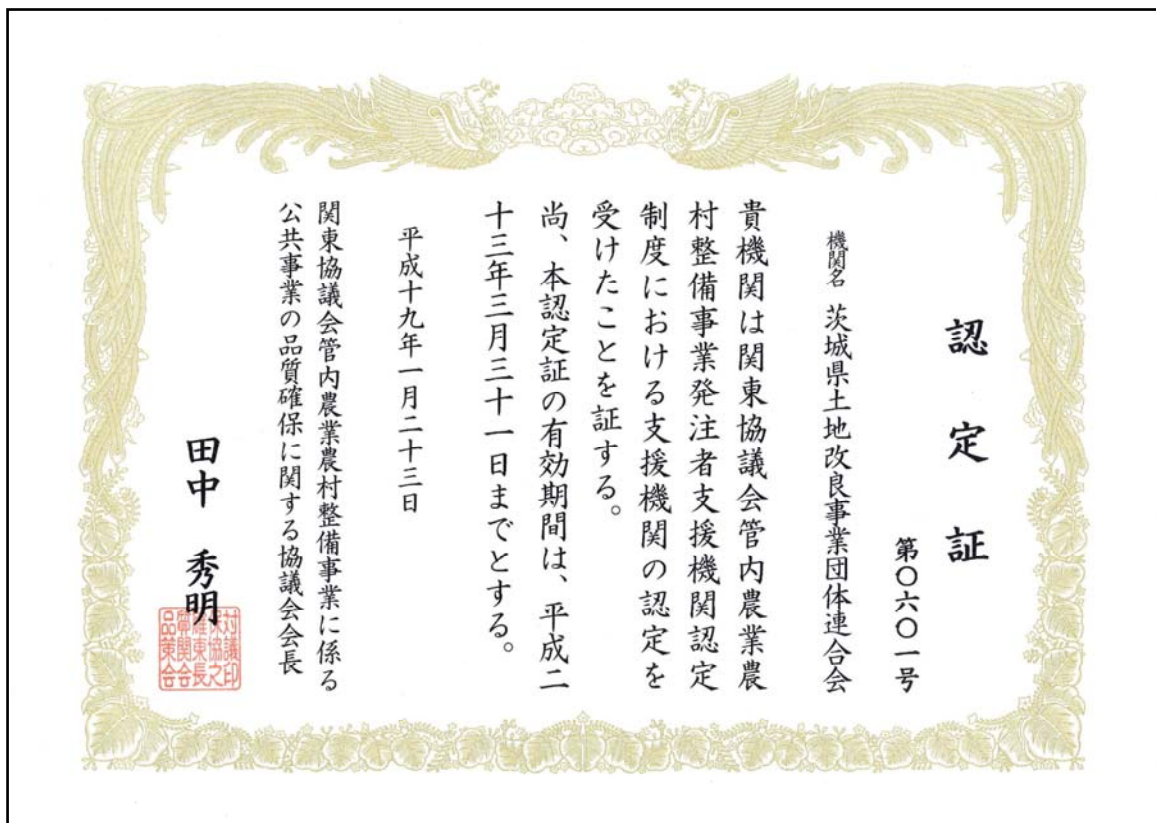 認定証
第〇六〇一号
機関名 茨城県土地改良事業団体連合会
貴機関は関東協議会管内農業農
村整備事業発注者支援機関認定
制度における支援機関の認定を
受けたことを証する。
尚、本認定証の有効期間は、平成二
十三年三月三十一日までとする。
平成十九年一月二十三日
関東協議会管内農業農村整備事業に係る
公共事業の品質確保に関する協議会会長
田中 秀明